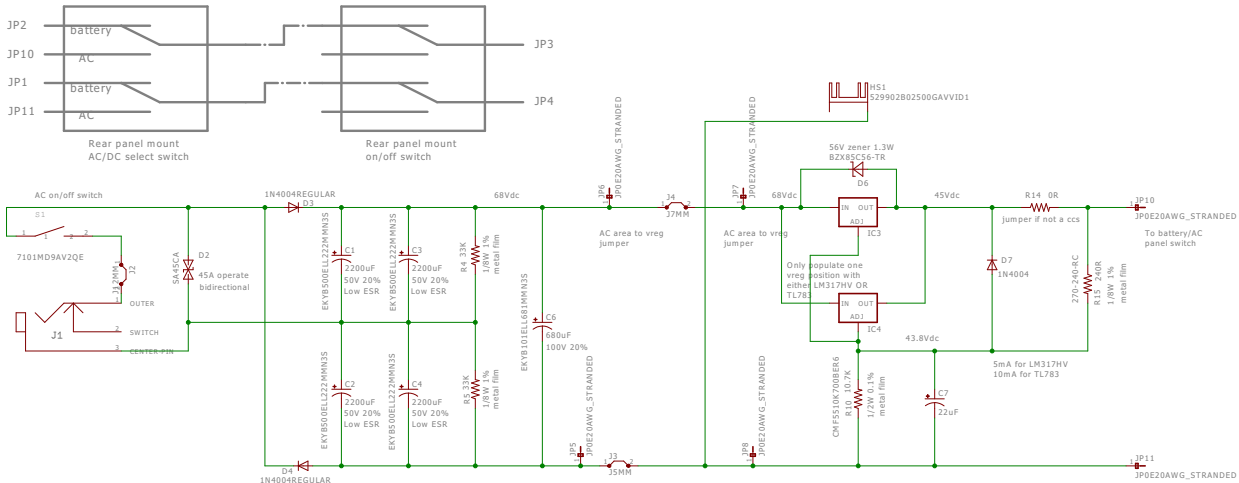 JP2
battery
JP10
AC
JP1
battery
JP11
AC
JP3
JP4
Rear panel mount
AC/DC select switch
Rear panel mount
on/off switch
HS1
529902B02500GAVVID1
56V zener 1.3W
BZX85C56-TR
D6
AC on/off switch
S1
7101MD9AV2QE
J2
J12MM
OUTER
SWITCH
CENTER-PIN
J1
1
2
3
D2
SA45CA
45A operate
bidirectional
1N4004REGULAR
D3
D4
1N4004REGULAR
EKYB500ELL222MMN3S
C1
2200uF
50V 20%
Low ESR
EKYB500ELL222MMN3S
C3
2200uF
50V 20%
Low ESR
EKYB500ELL222MMN3S
C2
2200uF
50V 20%
Low ESR
EKYB500ELL222MMN3S
C4
2200uF
50V 20%
Low ESR
R4 33K
1/8W 1%
metal film
R5 33K
1/8W 1%
metal film
68Vdc
EKYB101ELL681MMN3S
C6
680uF
100V 20%
JP6
JP0E20AWG_STRANDED
AC area to vreg
jumper
J4
J7MM
JP7
JP0E20AWG_STRANDED
AC area to vreg
jumper
JP5
JP0E20AWG_STRANDED
J3
J5MM
JP8
JP0E20AWG_STRANDED
68Vdc
IN OUT
ADJ
IC3
Only populate one
vreg position with
either LM317HV OR
TL783
IN OUT
ADJ
IC4
45Vdc
43.8Vdc
CMF5510K700BER6
R10 10.7K
1/2W 0.1%
metal film
C7
22uF
D7
1N4004
R14 0R
jumper if not a ccs
270-240-RC
R15 240R
1/8W 1%
metal film
5mA for LM317HV
10mA for TL783
JP10
JP0E20AWG_STRANDED
To battery/AC
panel switch
JP11
JP0E20AWG_STRANDED